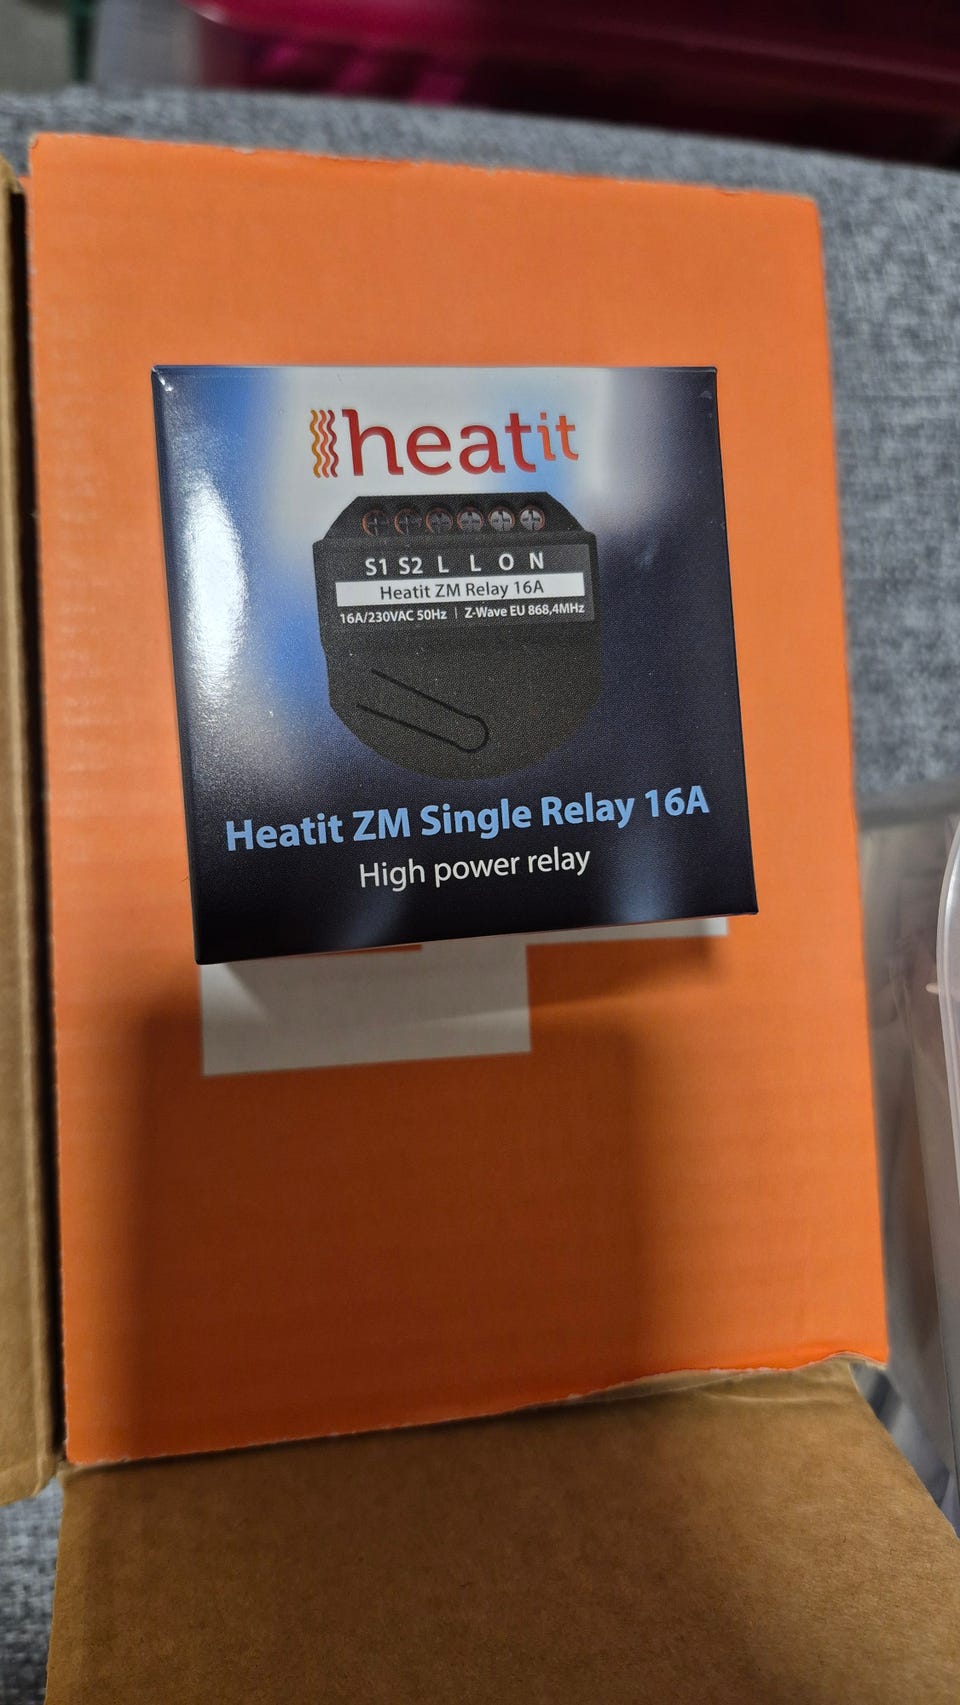 heatit
S1 S2 L L O N
Heatit ZM Relay 16A
16A/230VAC 50Hz | Z-Wave EU 868,4MHz
Heatit ZM Single Relay 16A
High power relay